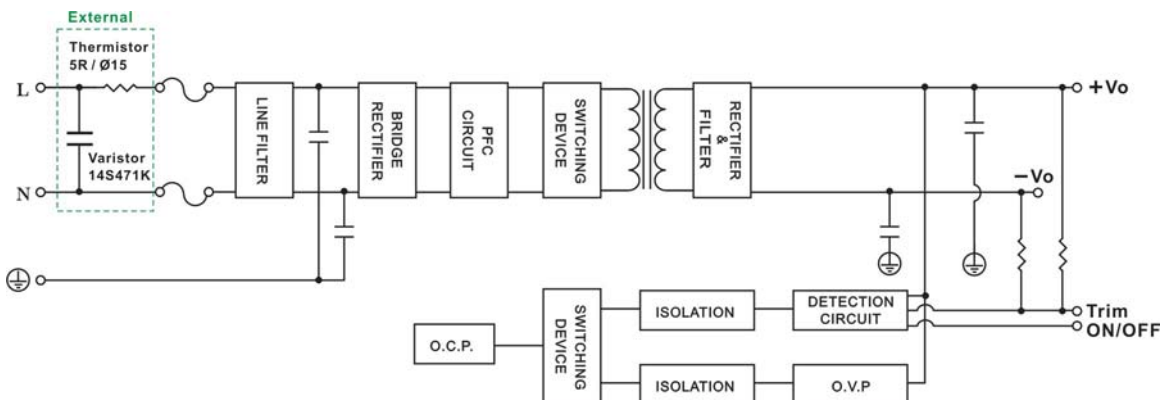 External
Thermistor
5R / Ø15
L
Varistor
14S471K
N
LINE FILTER
BRIDGE
RECTIFIER
PFC
CIRCUIT
SWITCHING
DEVICE
RECTIFIER
&
FILTER
+Vo
−Vo
O.C.P.
SWITCHING
DEVICE
ISOLATION
DETECTION
CIRCUIT
Trim
ON/OFF
ISOLATION
O.V.P